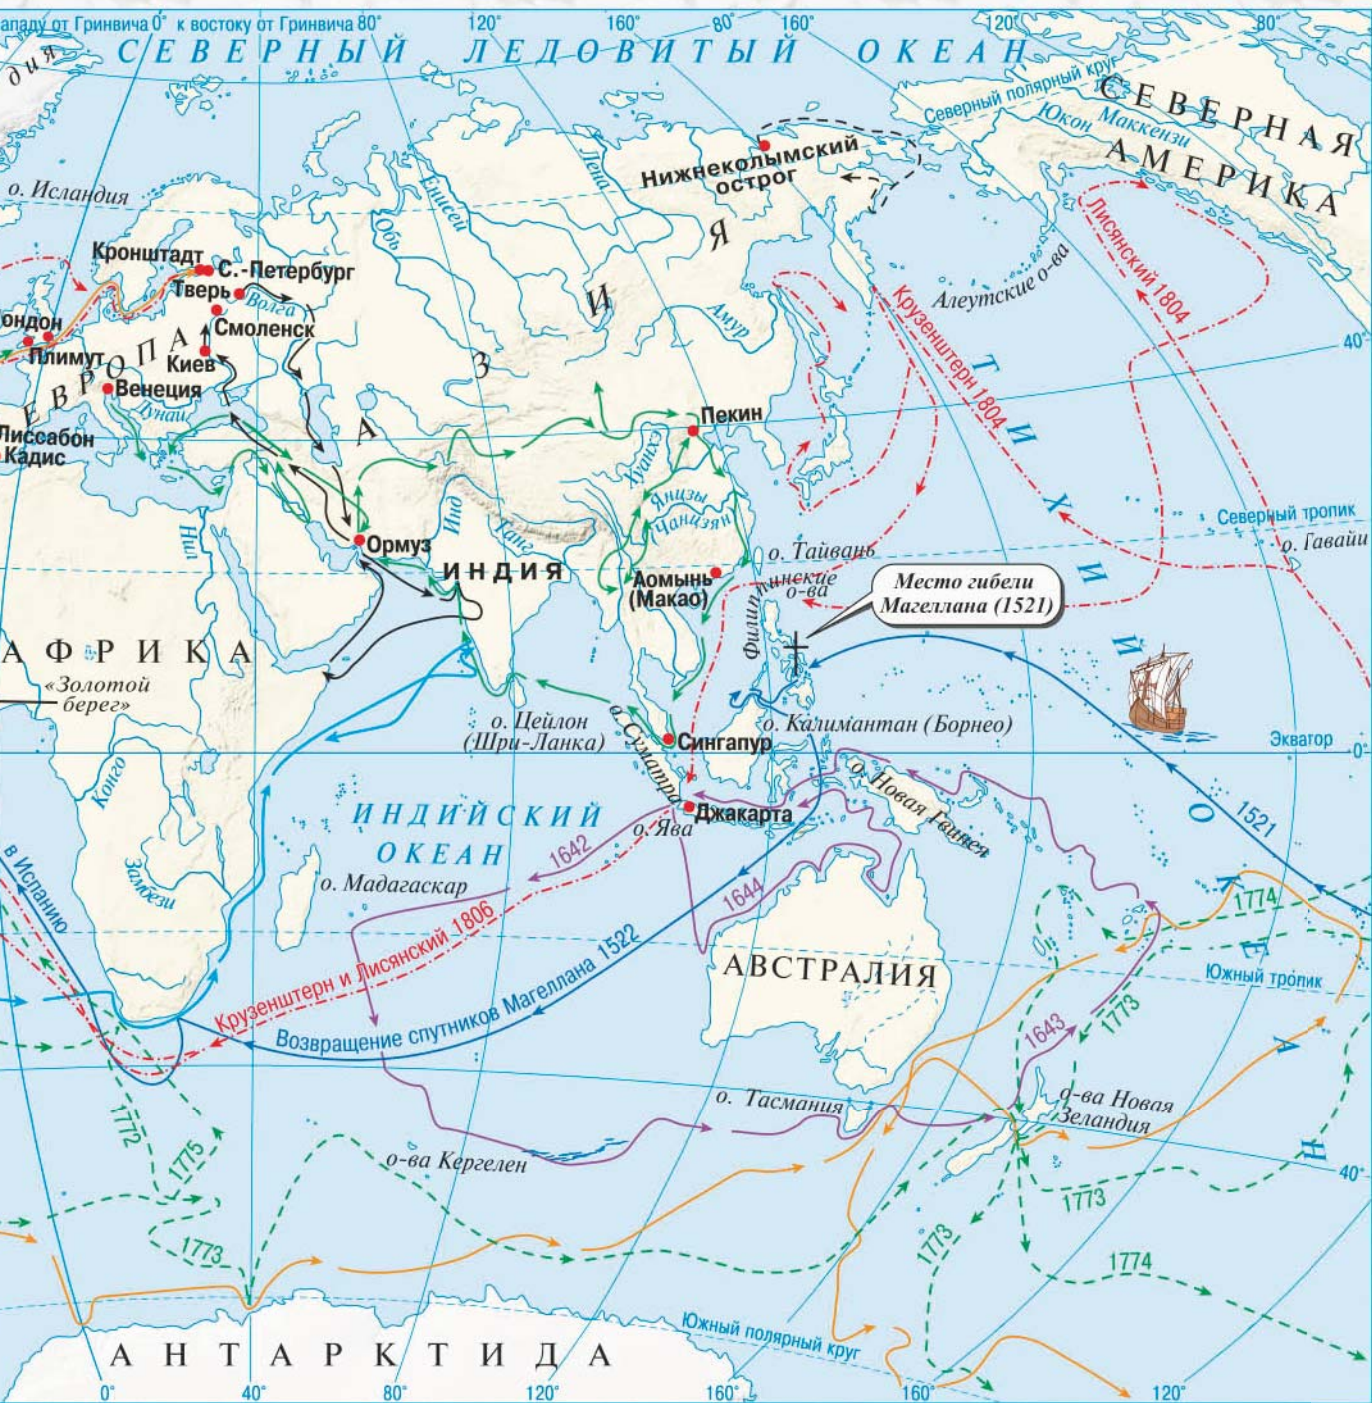 ападу от Гринвича 0° к востоку от Гринвича 80° 120° 160° 80° 160° 120° 80°
СЕВЕРНЫЙ ЛЕДОВИТЫЙ ОКЕАН
дия
Северный полярный круг
СЕВЕРНАЯ
АМЕРИКА
Юкон
Маккензи
Нижнеколымский
острог
Лена
Енисей
Обь
о. Исландия
Кронштадт
С.-Петербург
Тверь
Волга
ондон
Смоленск
Плимут
Киев
ЕВРОПА
Венеция
Дунай
Лиссабон
Кадис
АЗИЯ
Амур
Алеутские о-ва
Лисянский 1804
Крузенштерн 1804
40°
ТИХИЙ ОКЕАН
Пекин
Хуанхэ
Янцзы
Чанцзян
Инд
Ганг
Нил
Ормуз
ИНДИЯ
Аомынь
(Макао)
о. Тайвань
Филиппинские
о-ва
Место гибели
Магеллана (1521)
Северный тропик
о. Гавайи
АФРИКА
«Золотой
берег»
о. Цейлон
(Шри-Ланка)
о. Суматра
Сингапур
о. Калимантан (Борнео)
Экватор
0°
Конго
ИНДИЙСКИЙ
ОКЕАН
о. Ява
Джакарта
о. Новая Гвинея
1521
1642
1644
Замбези
о. Мадагаскар
в Испанию
Крузенштерн и Лисянский 1806
Возвращение спутников Магеллана 1522
АВСТРАЛИЯ
1774
Южный тропик
1773
1643
о. Тасмания
о-ва Новая
Зеландия
1772
1775
о-ва Кергелен
40°
1773
1773
1773
1774
Южный полярный
круг
АНТАРКТИДА
0° 40° 80° 120° 160° 160° 120°